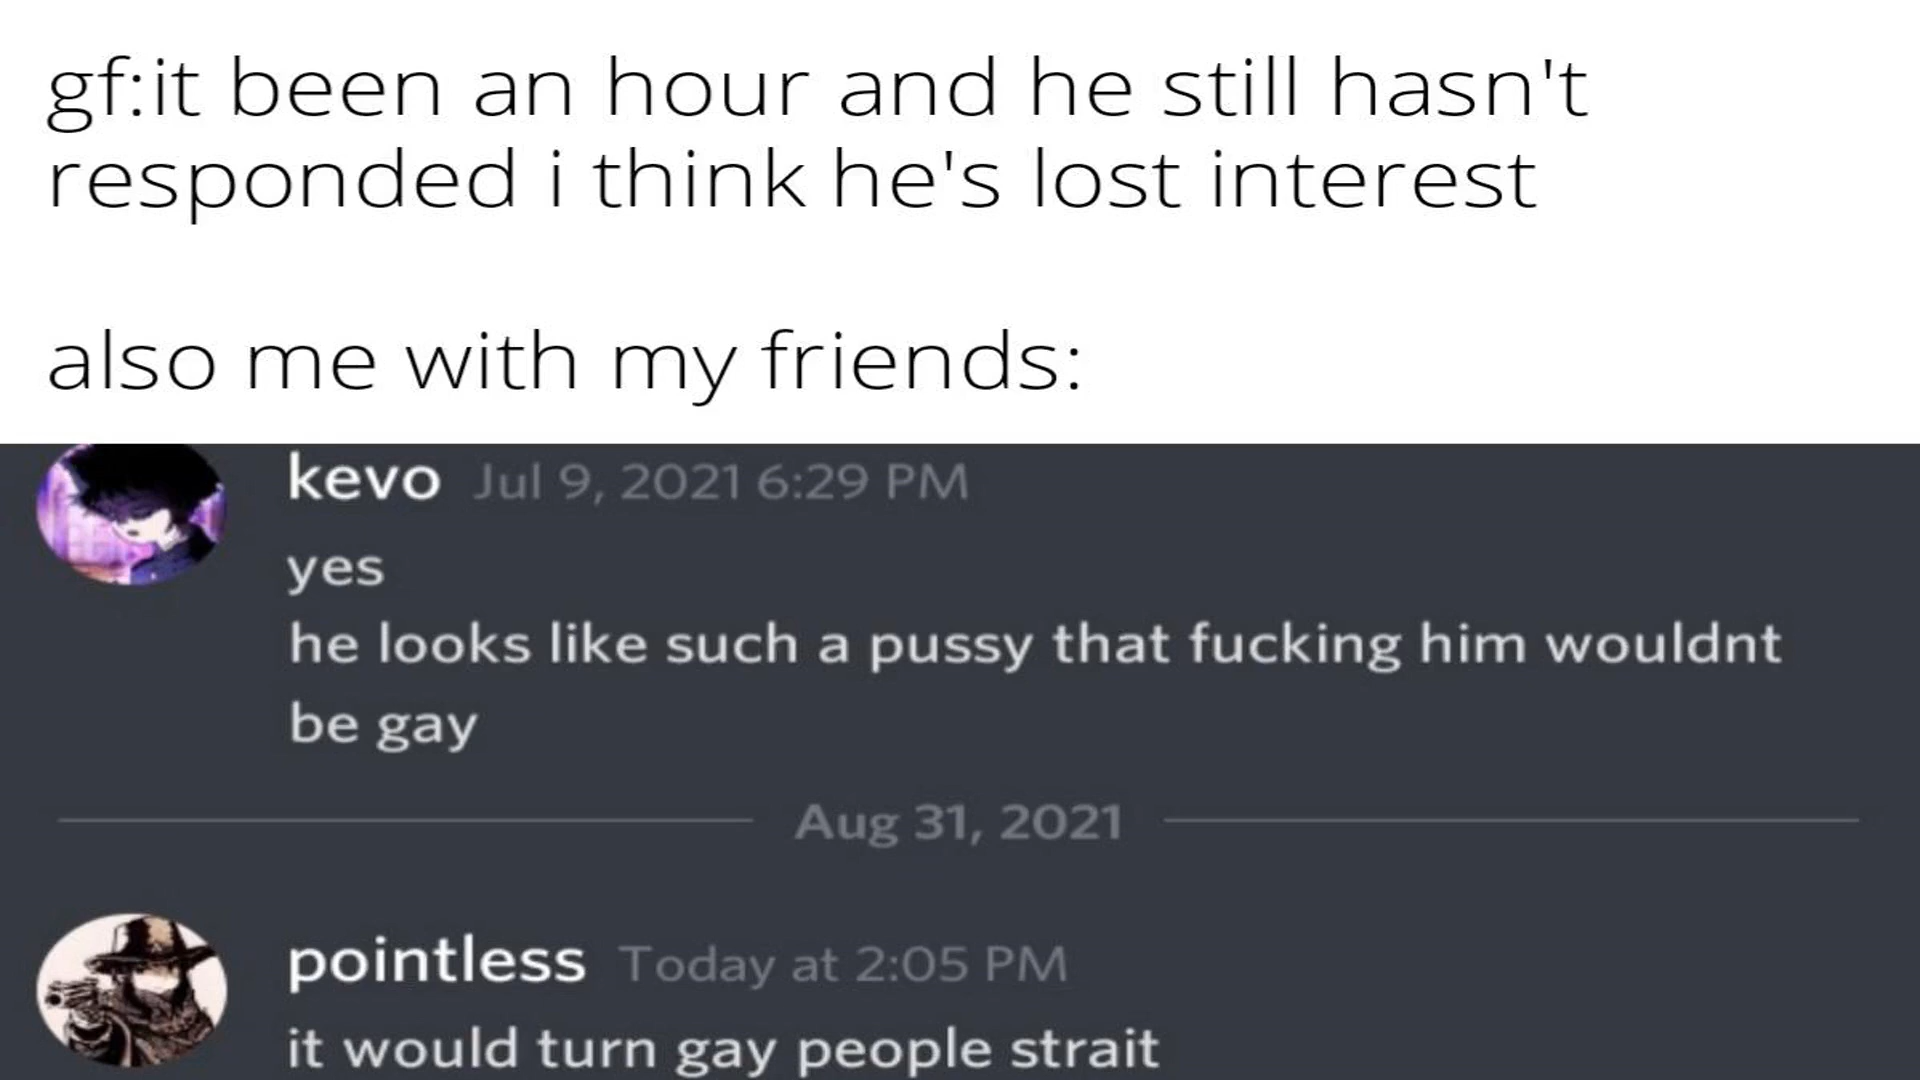 gf:it been an hour and he still hasn't
responded i think he's lost interest
also me with my friends:
kevo Jul 9, 2021 6:29 PM
yes
he looks like such a pussy that fucking him wouldnt
be gay
Aug 31, 2021
pointless Today at 2:05 PM
it would turn gay people strait